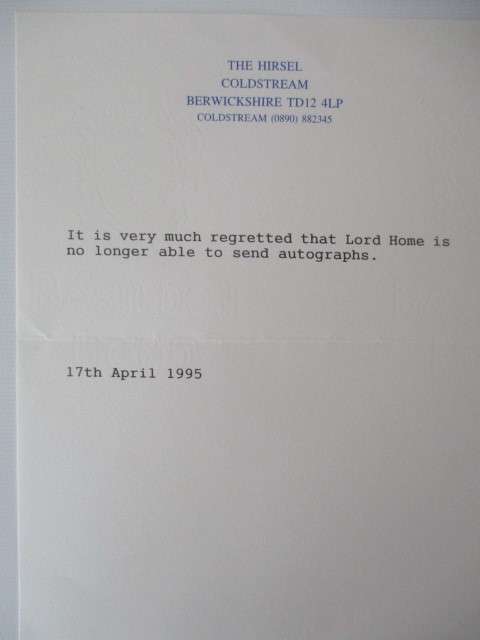 THE HIRSEL
COLDSTREAM
BERWICKSHIRE TD12 4LP
COLDSTREAM (0890) 882345
It is very much regretted that Lord Home is
no longer able to send autographs.
17th April 1995